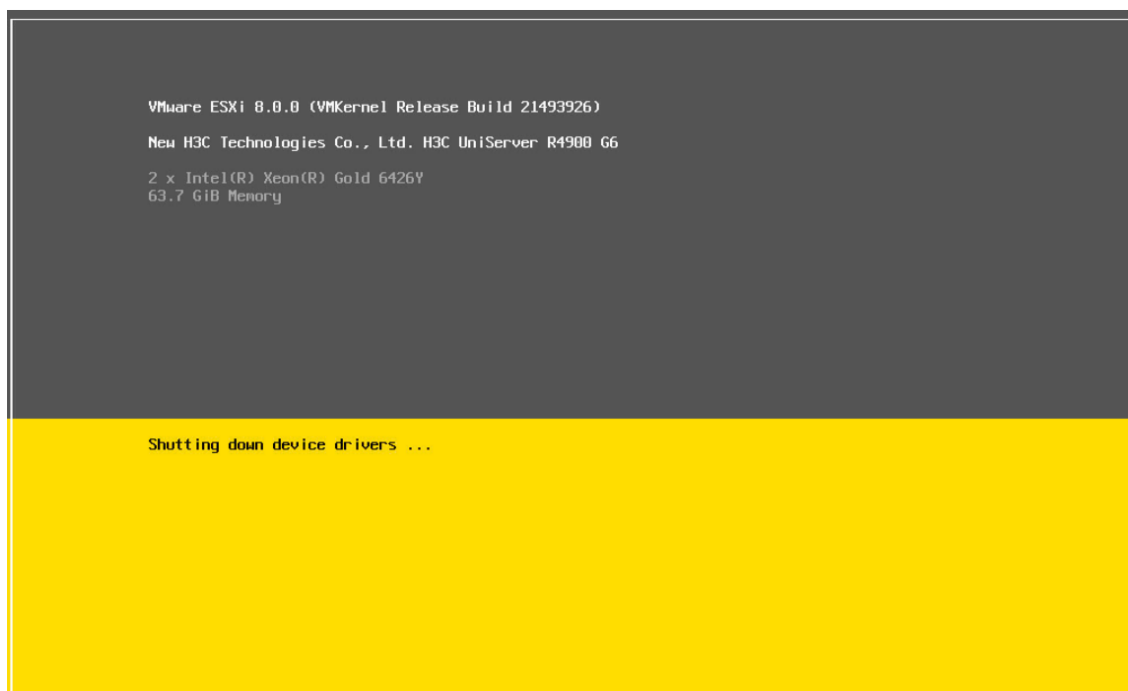 VMware ESXi 8.0.0 (VMKernel Release Build 21493926)
New H3C Technologies Co., Ltd. H3C UniServer R4900 G6
2 x Intel(R) Xeon(R) Gold 6426Y
63.7 GiB Memory
Shutting down device drivers ...